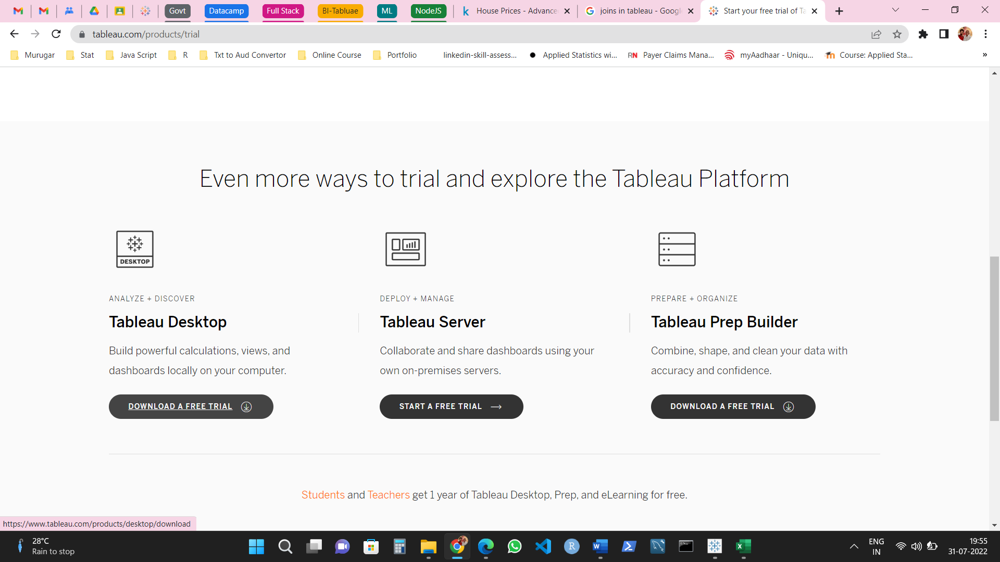 Govt
Datacamp
Full Stack
BI-Tabluae
ML
NodeJS
House Prices - Advance
joins in tableau - Googl
Start your free trial of Ta
tableau.com/products/trial
Murugar
Stat
Java Script
R
Txt to Aud Convertor
Online Course
Portfolio
linkedin-skill-assess...
Applied Statistics wi...
RN
Payer Claims Mana...
myAadhaar - Uniqu...
Course: Applied Sta...
»
Even more ways to trial and explore the Tableau Platform
DESKTOP
ANALYZE + DISCOVER
Tableau Desktop
Build powerful calculations, views, and
dashboards locally on your computer.
DOWNLOAD A FREE TRIAL
DEPLOY + MANAGE
Tableau Server
Collaborate and share dashboards using your
own on-premises servers.
START A FREE TRIAL
PREPARE + ORGANIZE
Tableau Prep Builder
Combine, shape, and clean your data with
accuracy and confidence.
DOWNLOAD A FREE TRIAL
Students and Teachers get 1 year of Tableau Desktop, Prep, and eLearning for free.
https://www.tableau.com/products/desktop/download
28°C
Rain to stop
ENG
IN
19:55
31-07-2022